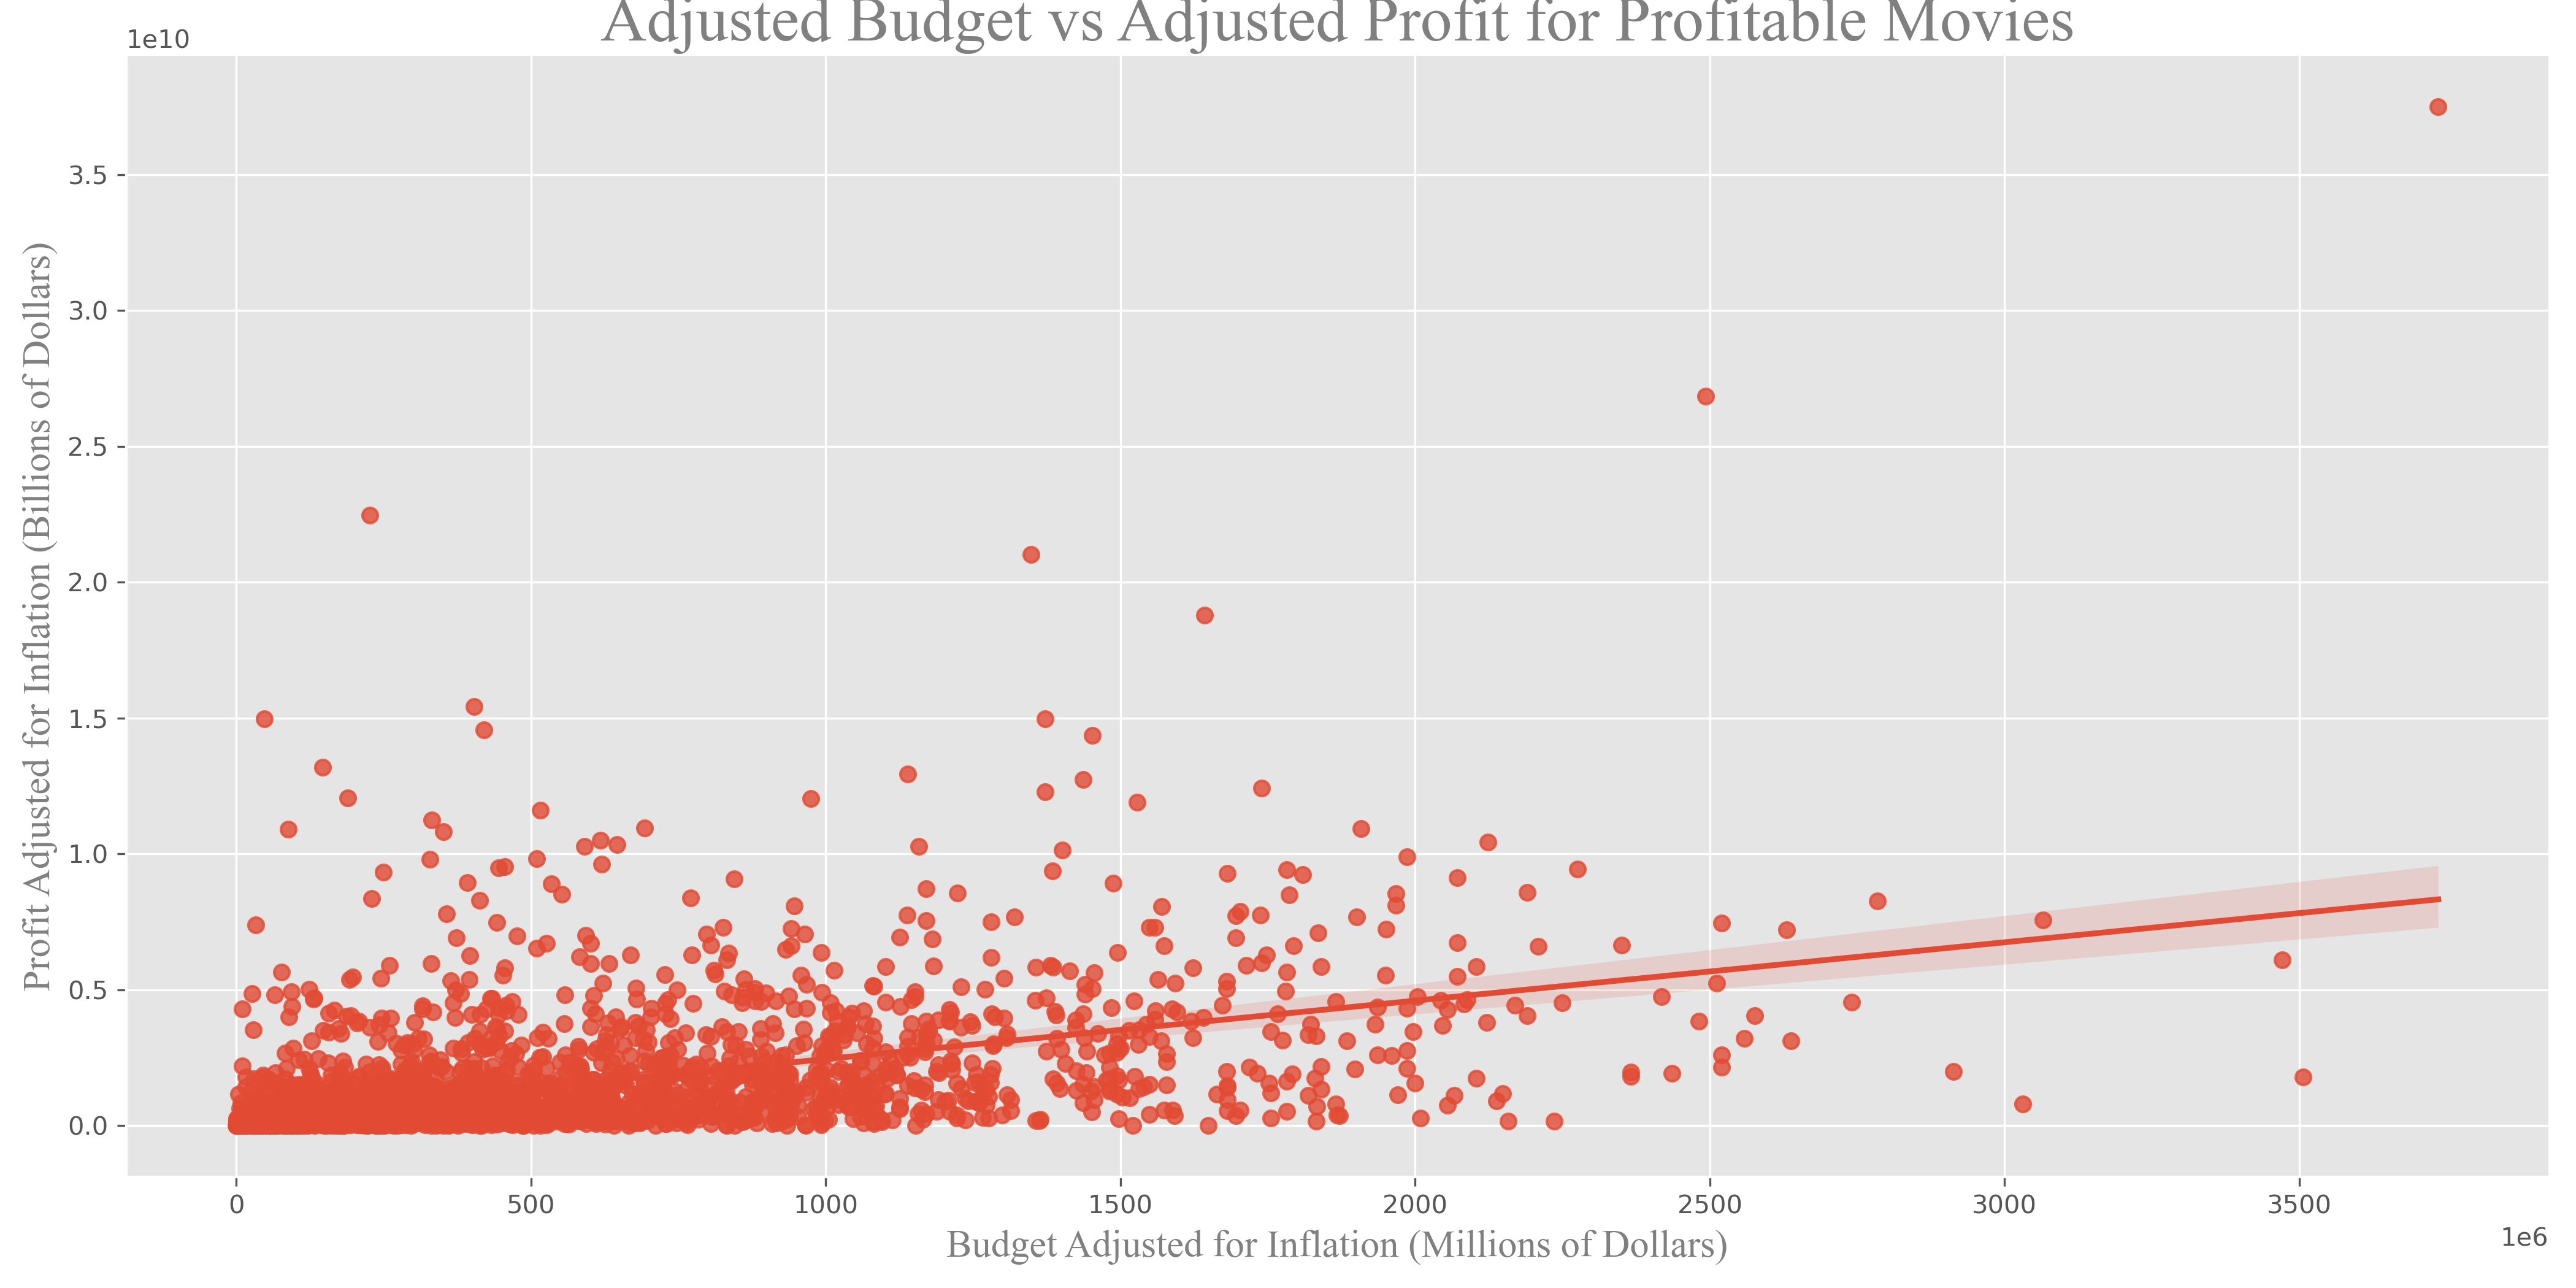 Adjusted Budget vs Adjusted Profit for Profitable Movies
1e10
3.5
3.0
2.5
2.0
1.5
1.0
0.5
0.0
Profit Adjusted for Inflation (Billions of Dollars)
0 500 1000 1500 2000 2500 3000 3500
1e6
Budget Adjusted for Inflation (Millions of Dollars)